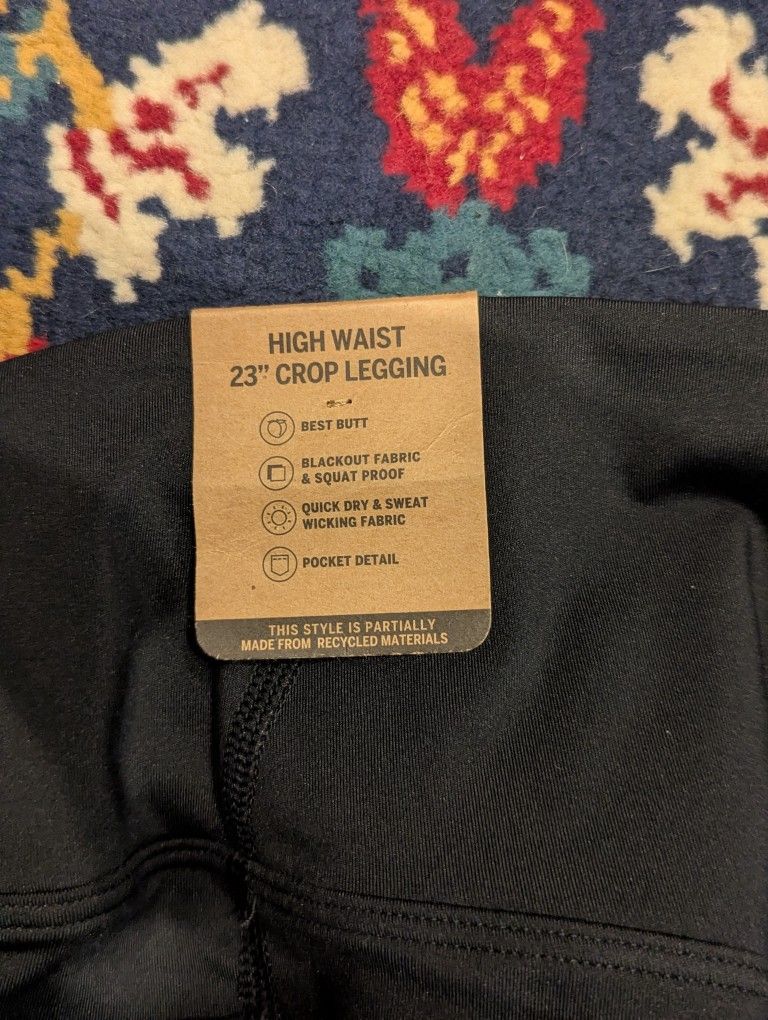 HIGH WAIST
23” CROP LEGGING
BEST BUTT
BLACKOUT FABRIC
& SQUAT PROOF
QUICK DRY & SWEAT
WICKING FABRIC
POCKET DETAIL
THIS STYLE IS PARTIALLY
MADE FROM RECYCLED MATERIALS